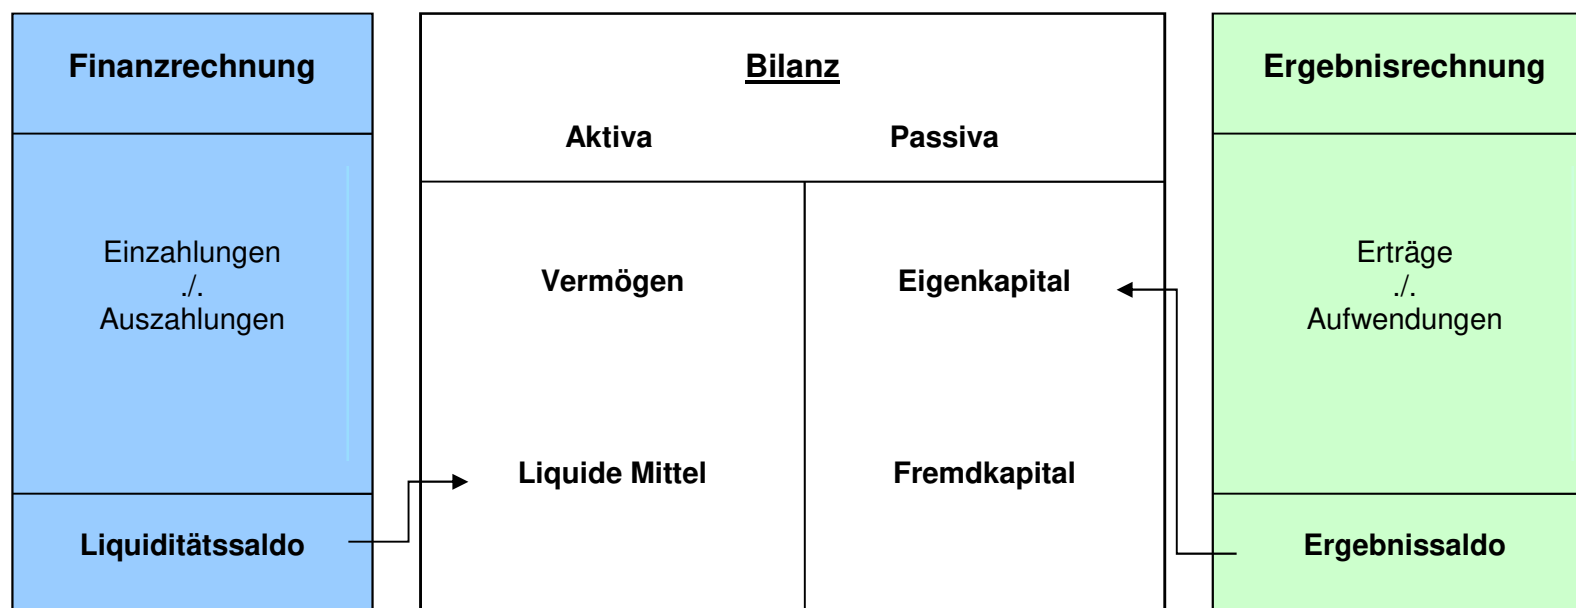 Finanzrechnung
Einzahlungen
./.
Auszahlungen
Liquiditätssaldo
Bilanz
Aktiva Passiva
Vermögen Eigenkapital
Liquide Mittel Fremdkapital
Ergebnisrechnung
Erträge
./.
Aufwendungen
Ergebnissaldo